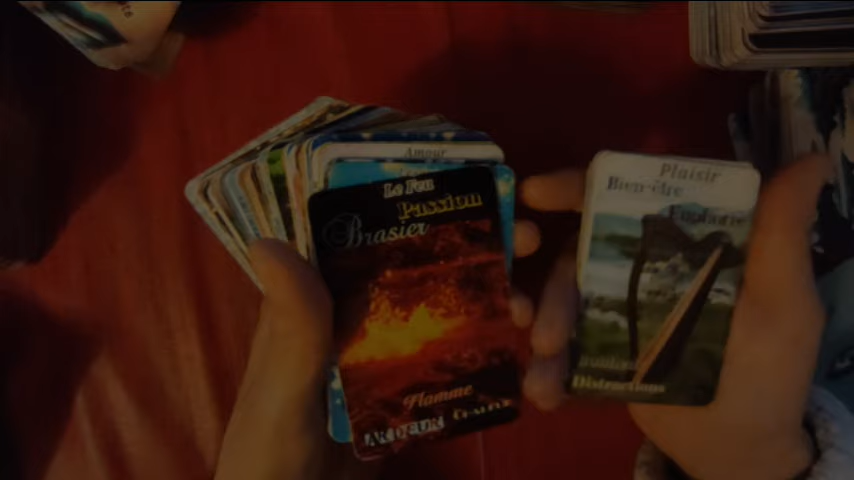 Amour
Le Feu
Passion
Brasier
Flamme
ARDEUR
Plaisir
Bien-être
Distractions